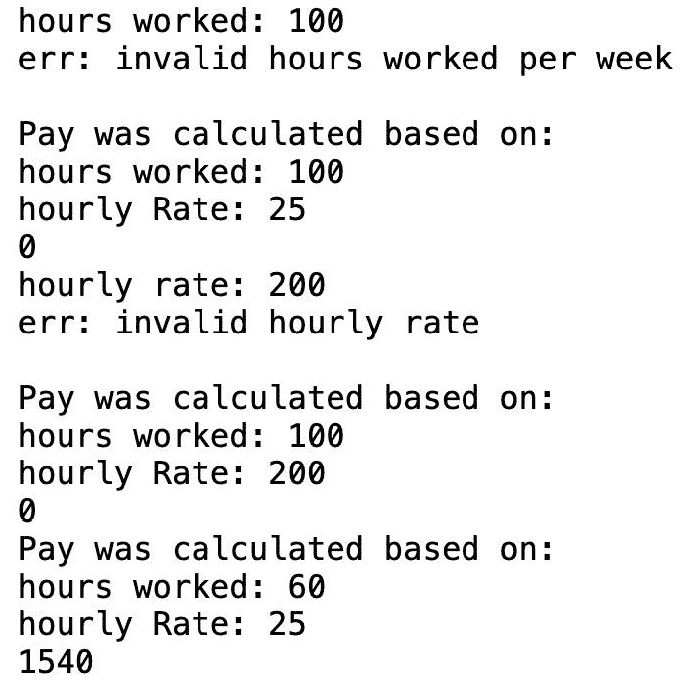 hours worked: 100
err: invalid hours worked per week
Pay was calculated based on:
hours worked: 100
hourly Rate: 25
0
hourly rate: 200
err: invalid hourly rate
Pay was calculated based on:
hours worked: 100
hourly Rate: 200
0
Pay was calculated based on:
hours worked: 60
hourly Rate: 25
1540